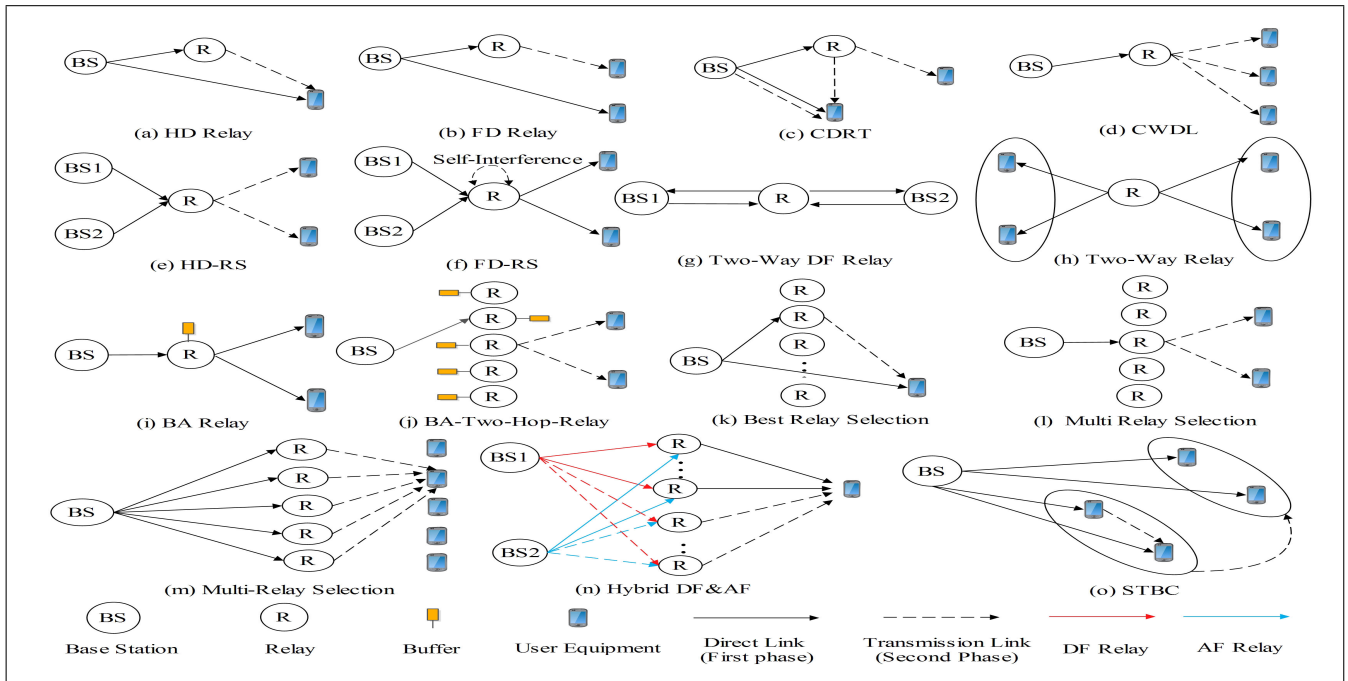 BS
R
(a) HD Relay
BS
R
(b) FD Relay
BS
R
(c) CDRT
BS
R
(d) CWDL
BS1
BS2
R
(e) HD-RS
BS1
Self-Interference
BS2
R
(f) FD-RS
BS1
R
BS2
(g) Two-Way DF Relay
R
(h) Two-Way Relay
BS
R
(i) BA Relay
BS
R
R
R
R
R
(j) BA-Two-Hop-Relay
BS
R
R
R
R
(k) Best Relay Selection
BS
R
R
R
R
R
(l) Multi Relay Selection
BS
R
R
R
R
R
(m) Multi-Relay Selection
BS1
BS2
R
R
R
R
(n) Hybrid DF&AF
BS
(o) STBC
BS
Base Station
R
Relay
Buffer
User Equipment
Direct Link
(First phase)
Transmission Link
(Second Phase)
DF Relay
AF Relay